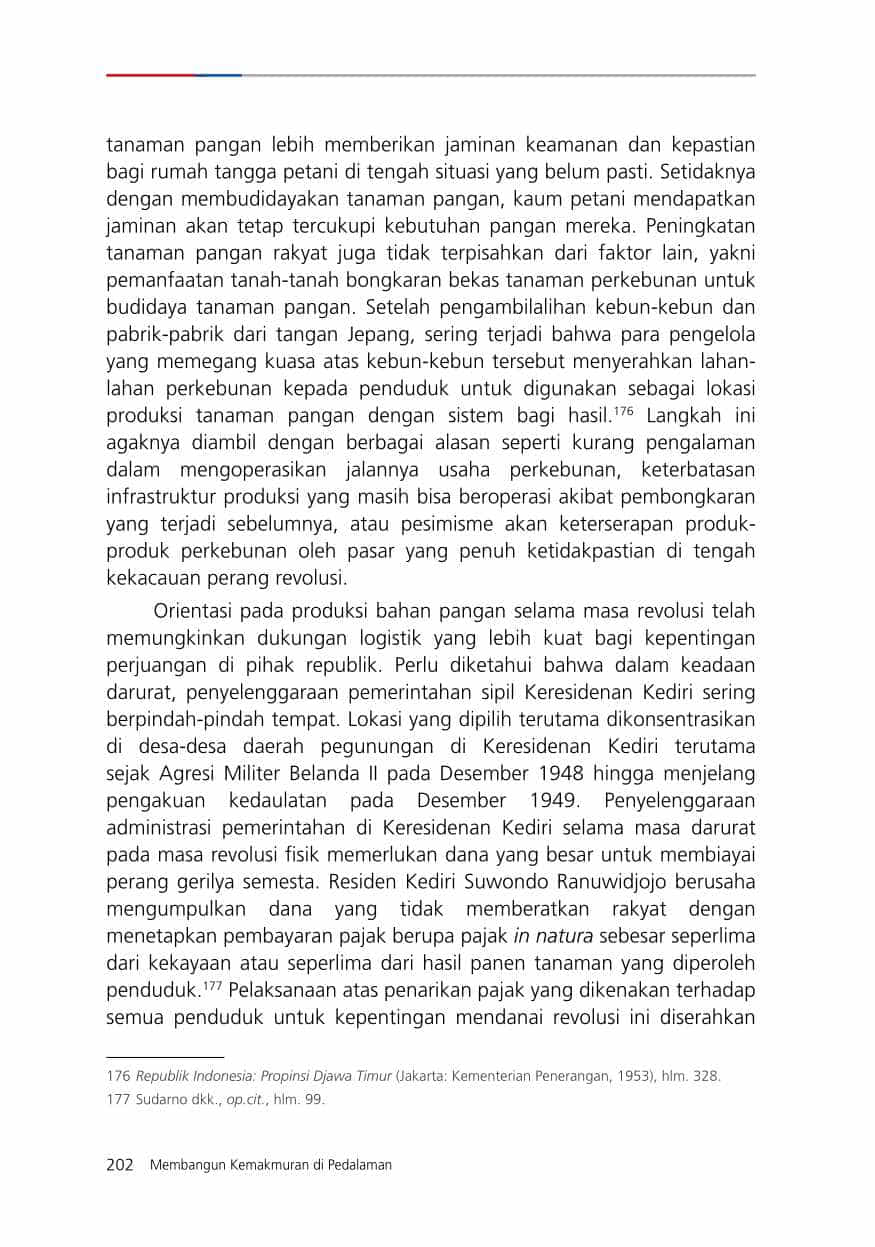 tanaman pangan lebih memberikan jaminan keamanan dan kepastian
bagi rumah tangga petani di tengah situasi yang belum pasti. Setidaknya
dengan membudidayakan tanaman pangan, kaum petani mendapatkan
jaminan akan tetap tercukupi kebutuhan pangan mereka. Peningkatan
tanaman pangan rakyat juga tidak terpisahkan dari faktor lain, yakni
pemanfaatan tanah-tanah bongkaran bekas tanaman perkebunan untuk
budidaya tanaman pangan. Setelah pengambilalihan kebun-kebun dan
pabrik-pabrik dari tangan Jepang, sering terjadi bahwa para pengelola
yang memegang kuasa atas kebun-kebun tersebut menyerahkan lahan-
lahan perkebunan kepada penduduk untuk digunakan sebagai lokasi
produksi tanaman pangan dengan sistem bagi hasil.176 Langkah ini
agaknya diambil dengan berbagai alasan seperti kurang pengalaman
dalam mengoperasikan jalannya usaha perkebunan, keterbatasan
infrastruktur produksi yang masih bisa beroperasi akibat pembongkaran
yang terjadi sebelumnya, atau pesimisme akan keterserapan produk-
produk perkebunan oleh pasar yang penuh ketidakpastian di tengah
kekacauan perang revolusi.
Orientasi pada produksi bahan pangan selama masa revolusi telah
memungkinkan dukungan logistik yang lebih kuat bagi kepentingan
perjuangan di pihak republik. Perlu diketahui bahwa dalam keadaan
darurat, penyelenggaraan pemerintahan sipil Keresidenan Kediri sering
berpindah-pindah tempat. Lokasi yang dipilih terutama dikonsentrasikan
di desa-desa daerah pegunungan di Keresidenan Kediri terutama
sejak Agresi Militer Belanda II pada Desember 1948 hingga menjelang
pengakuan kedaulatan pada Desember 1949. Penyelenggaraan
administrasi pemerintahan di Keresidenan Kediri selama masa darurat
pada masa revolusi fisik memerlukan dana yang besar untuk membiayai
perang gerilya semesta. Residen Kediri Suwondo Ranuwidjojo berusaha
mengumpulkan dana yang tidak memberatkan rakyat dengan
menetapkan pembayaran pajak berupa pajak in natura sebesar seperlima
dari kekayaan atau seperlima dari hasil panen tanaman yang diperoleh
penduduk.177 Pelaksanaan atas penarikan pajak yang dikenakan terhadap
semua penduduk untuk kepentingan mendanai revolusi ini diserahkan
176 Republik Indonesia: Propinsi Djawa Timur (Jakarta: Kementerian Penerangan, 1953), hlm. 328.
177 Sudarno dkk., op.cit., hlm. 99.
202 Membangun Kemakmuran di Pedalaman